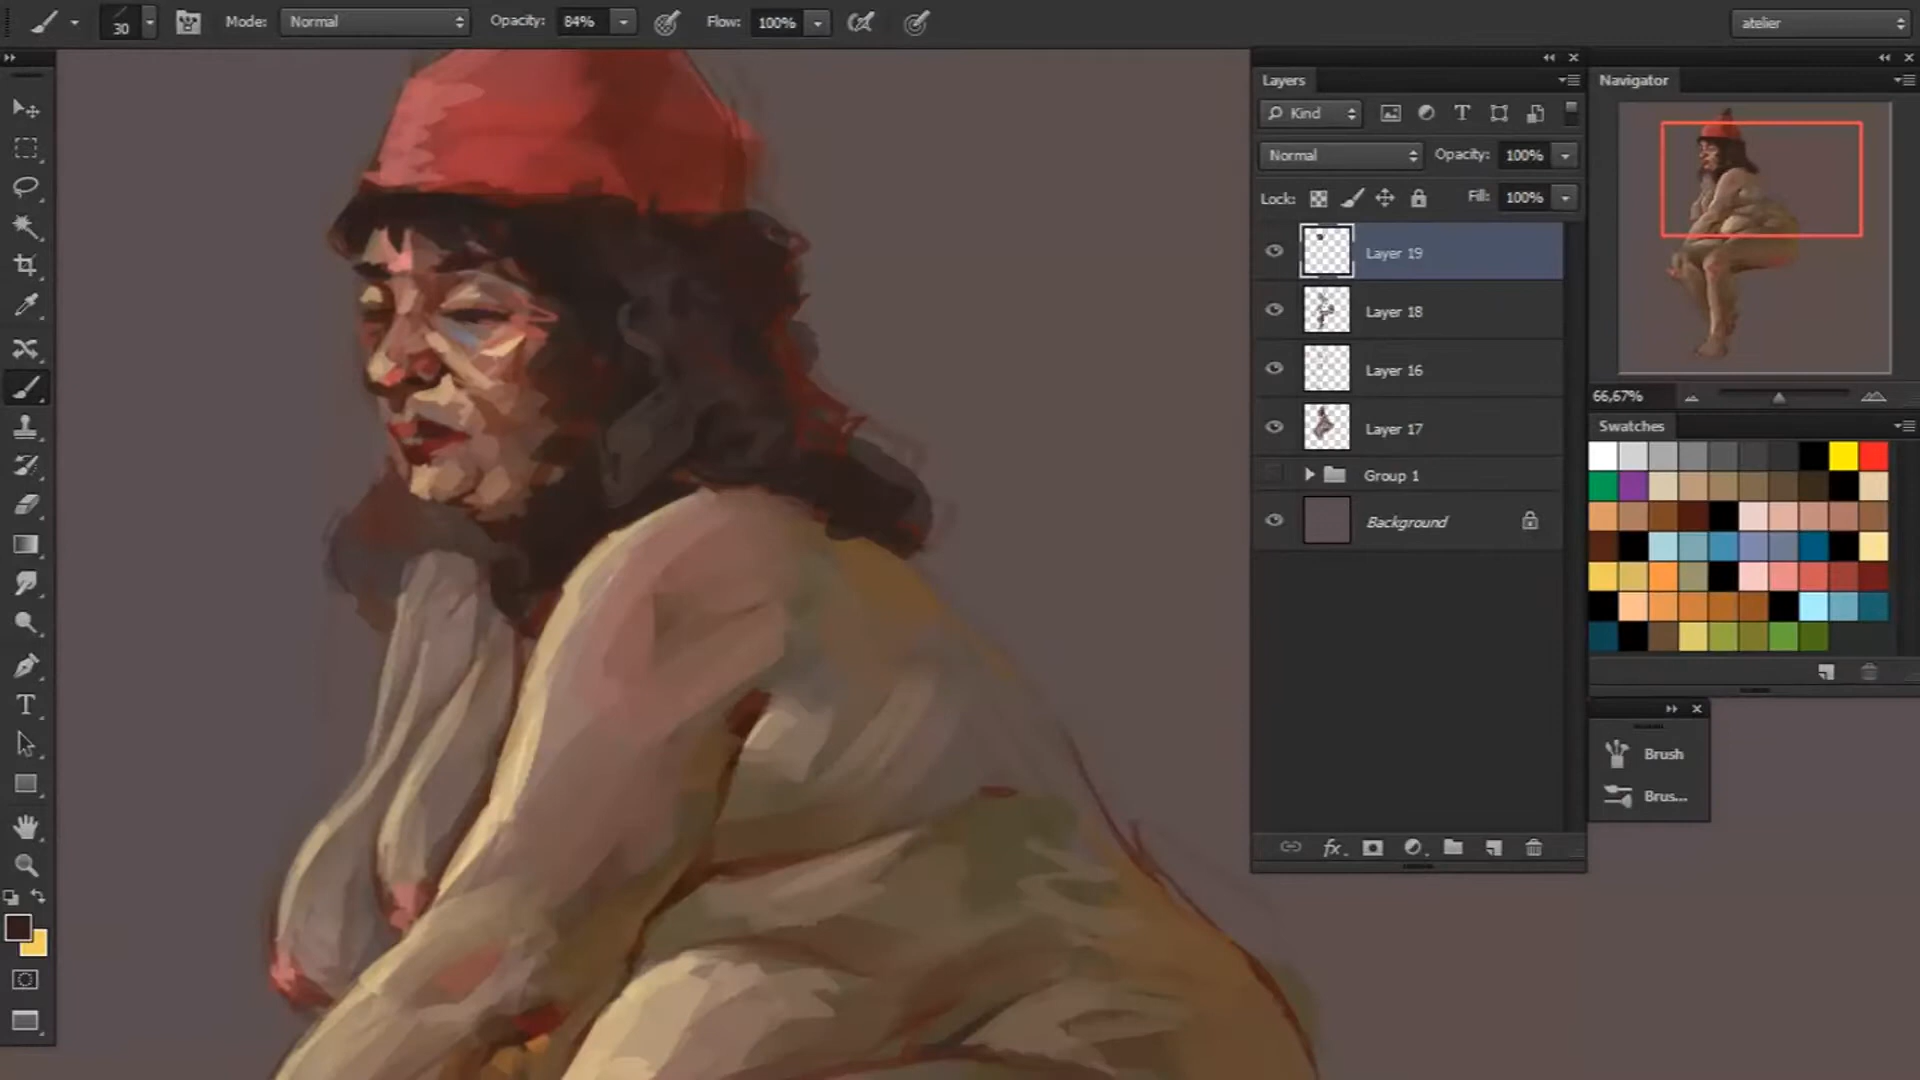 30 Mode: Normal Opacity: 84% Flow: 100% atelier
Layers
Kind
Normal Opacity: 100%
Lock: Fill: 100%
Layer 19
Layer 18
Layer 16
Layer 17
Group 1
Background
fx
Navigator
66,67%
Swatches
Brush
Brus...